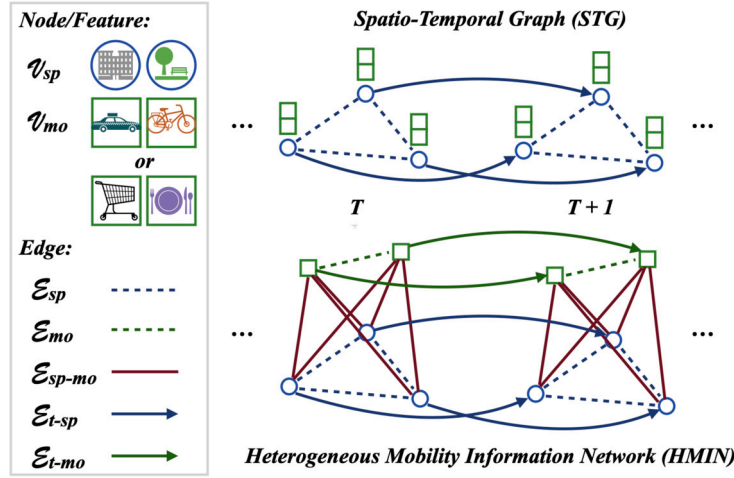 Node/Feature:
𝒱sp
𝒱mo
or
Edge:
ℰsp
ℰmo
ℰsp-mo
ℰt-sp
ℰt-mo
Spatio-Temporal Graph (STG)
... ...
T T + 1
... ...
Heterogeneous Mobility Information Network (HMIN)